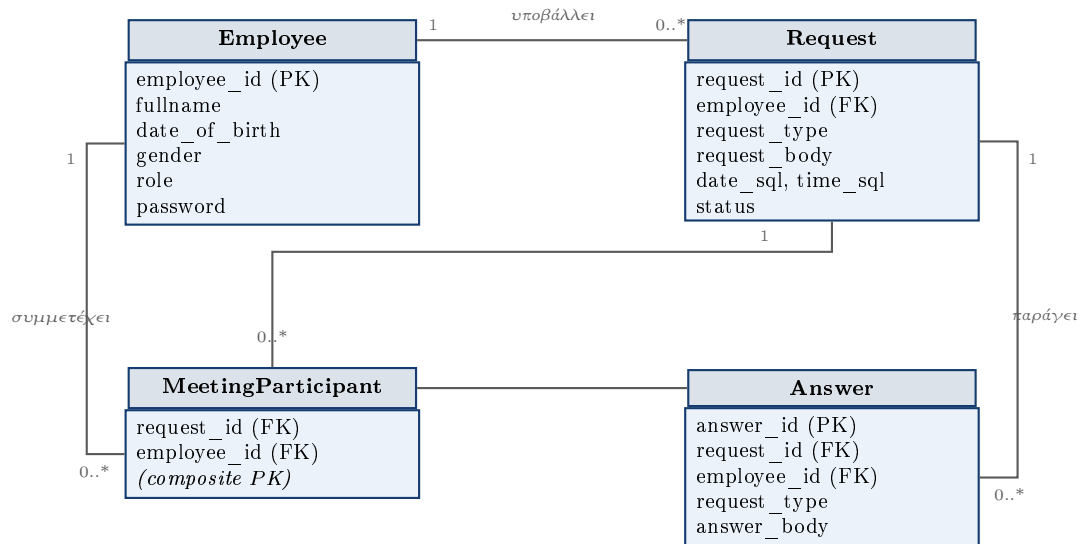 υποβάλλει
1
0..*
Employee
employee_id (PK)
fullname
date_of_birth
gender
role
password
Request
request_id (PK)
employee_id (FK)
request_type
request_body
date_sql, time_sql
status
1
1
1
0..*
συμμετέχει
παράγει
MeetingParticipant
request_id (FK)
employee_id (FK)
(composite PK)
0..*
Answer
answer_id (PK)
request_id (FK)
employee_id (FK)
request_type
answer_body
0..*